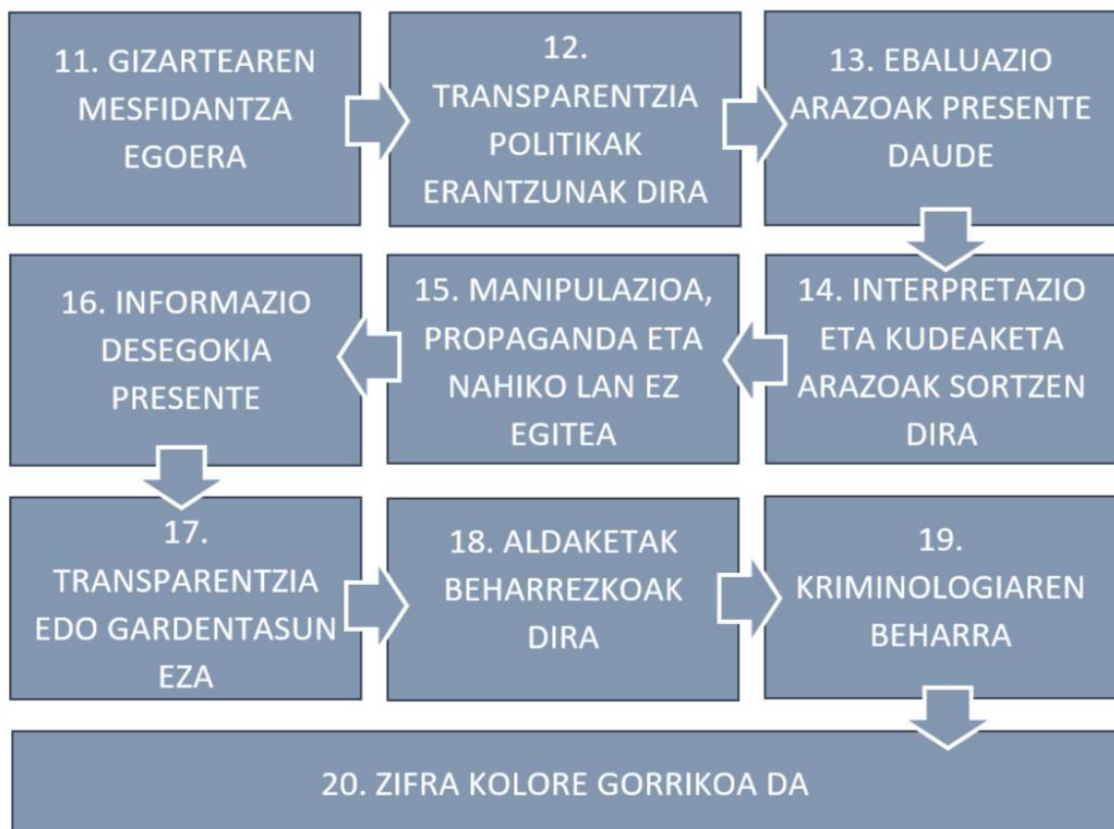 11. GIZARTEAREN
MESFIDANTZA
EGOERA
12.
TRANSPARENTZIA
POLITIKAK
ERANTZUNAK DIRA
13. EBALUAZIO
ARAZOAK PRESENTE
DAUDE
14. INTERPRETAZIO
ETA KUDEAKETA
ARAZOAK SORTZEN
DIRA
15. MANIPULAZIOA,
PROPAGANDA ETA
NAHIKO LAN EZ
EGITEA
16. INFORMAZIO
DESEGOKIA
PRESENTE
17.
TRANSPARENTZIA
EDO GARDENTASUN
EZA
18. ALDAKETAK
BEHARREZKOAK
DIRA
19.
KRIMINOLOGIAREN
BEHARRA
20. ZIFRA KOLORE GORRIKOA DA